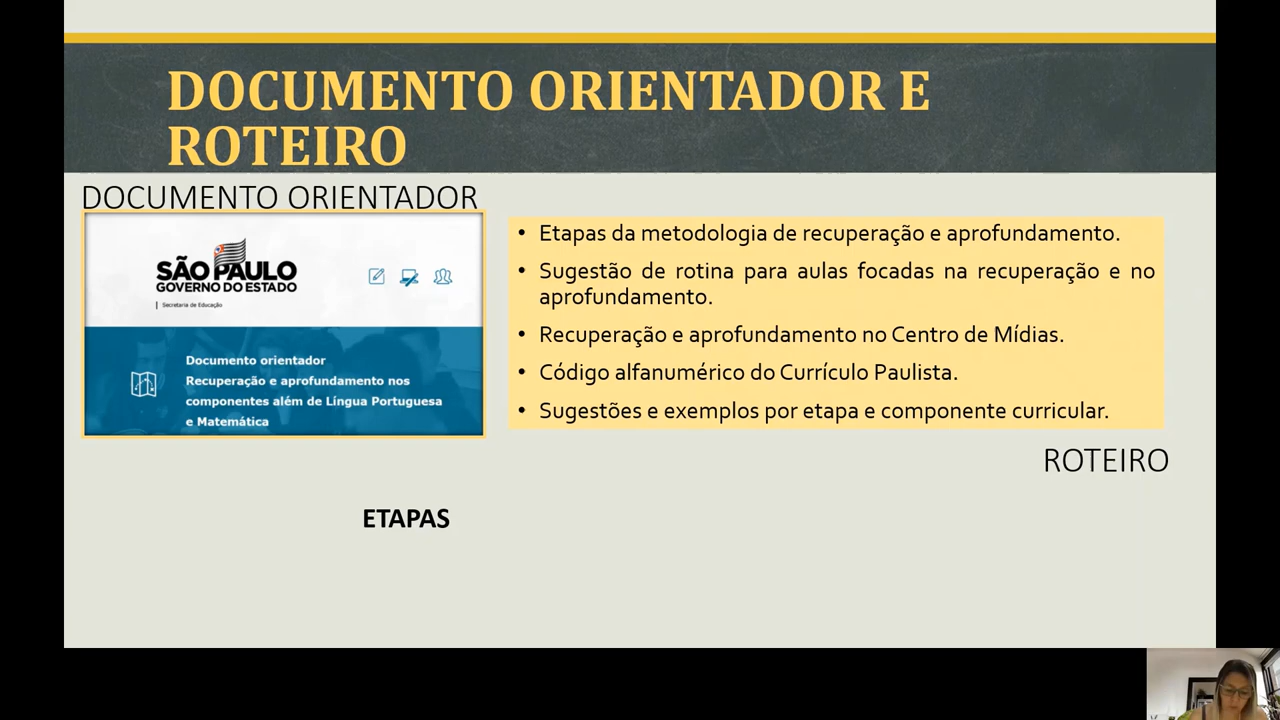 DOCUMENTO ORIENTADOR E
ROTEIRO
DOCUMENTO ORIENTADOR
SÃO PAULO
GOVERNO DO ESTADO
Secretaria de Educação
Documento orientador
Recuperação e aprofundamento nos
componentes além de Língua Portuguesa
e Matemática
• Etapas da metodologia de recuperação e aprofundamento.
• Sugestão de rotina para aulas focadas na recuperação e no
aprofundamento.
• Recuperação e aprofundamento no Centro de Mídias.
• Código alfanumérico do Currículo Paulista.
• Sugestões e exemplos por etapa e componente curricular.
ROTEIRO
ETAPAS